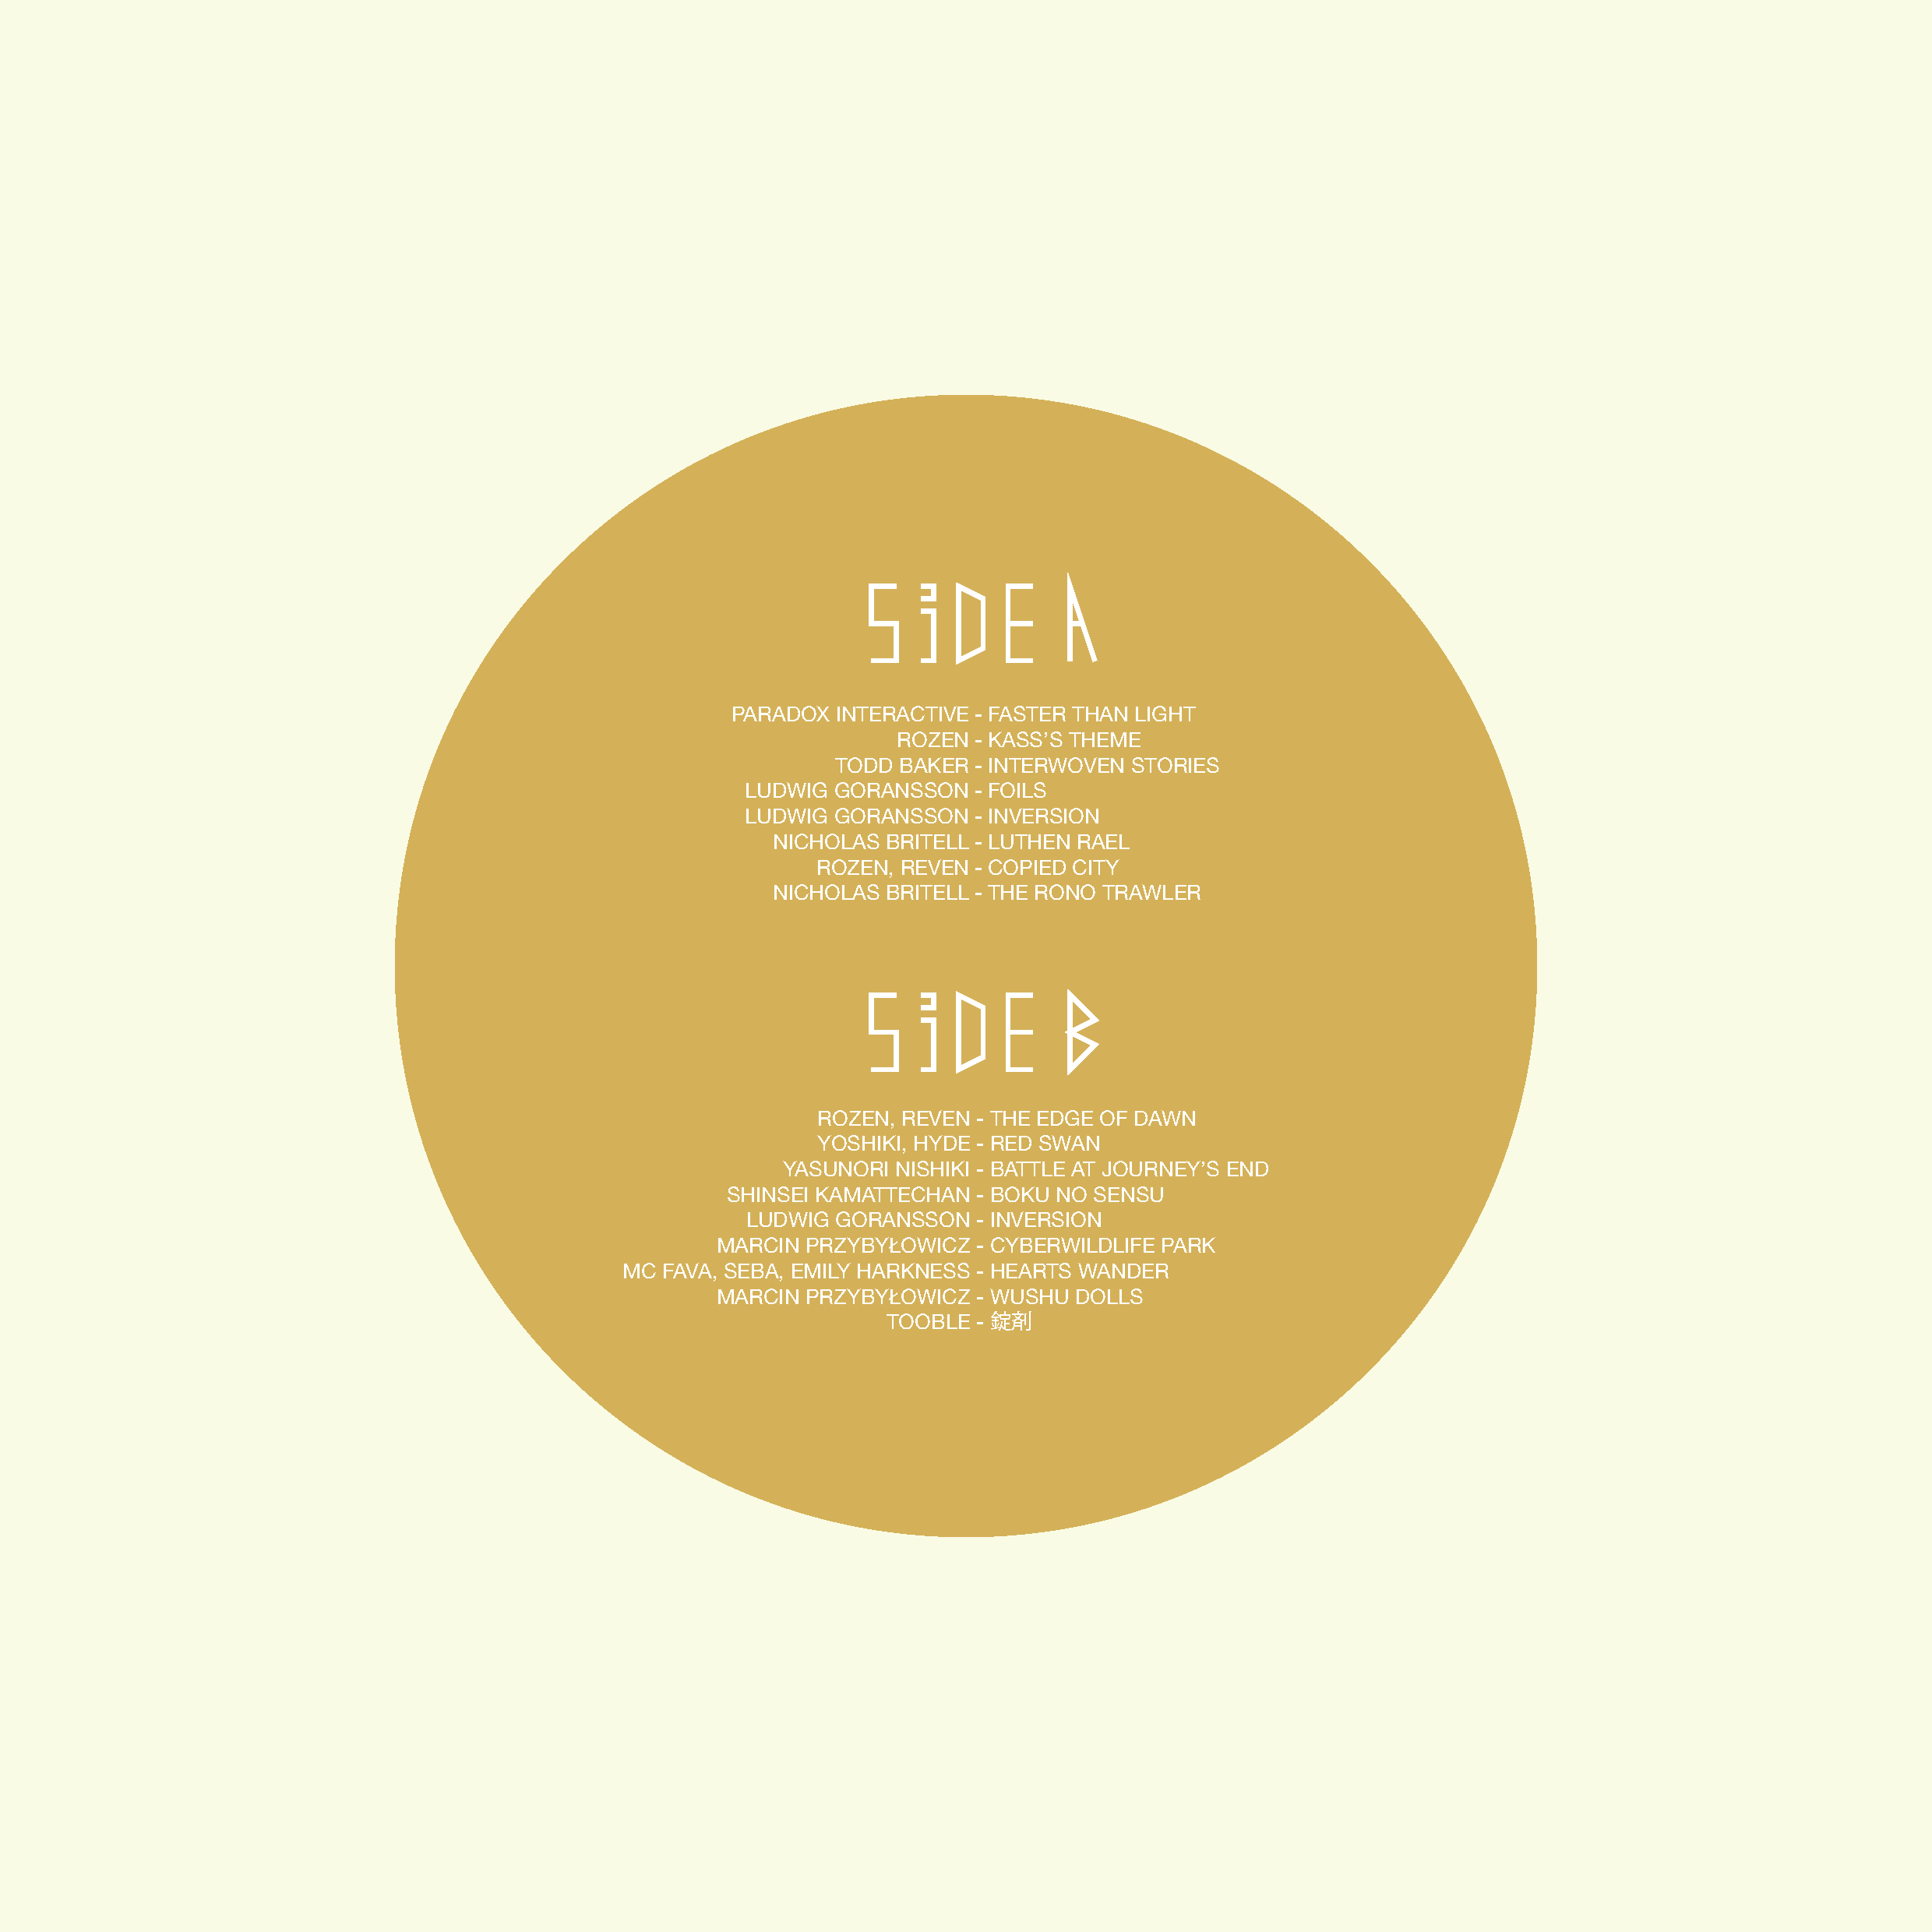 SiDE A
PARADOX INTERACTIVE - FASTER THAN LIGHT
ROZEN - KASS’S THEME
TODD BAKER - INTERWOVEN STORIES
LUDWIG GORANSSON - FOILS
LUDWIG GORANSSON - INVERSION
NICHOLAS BRITELL - LUTHEN RAEL
ROZEN, REVEN - COPIED CITY
NICHOLAS BRITELL - THE RONO TRAWLER
SiDE B
ROZEN, REVEN - THE EDGE OF DAWN
YOSHIKI, HYDE - RED SWAN
YASUNORI NISHIKI - BATTLE AT JOURNEY’S END
SHINSEI KAMATTECHAN - BOKU NO SENSU
LUDWIG GORANSSON - INVERSION
MARCIN PRZYBYŁOWICZ - CYBERWILDLIFE PARK
MC FAVA, SEBA, EMILY HARKNESS - HEARTS WANDER
MARCIN PRZYBYŁOWICZ - WUSHU DOLLS
TOOBLE - 錠剤